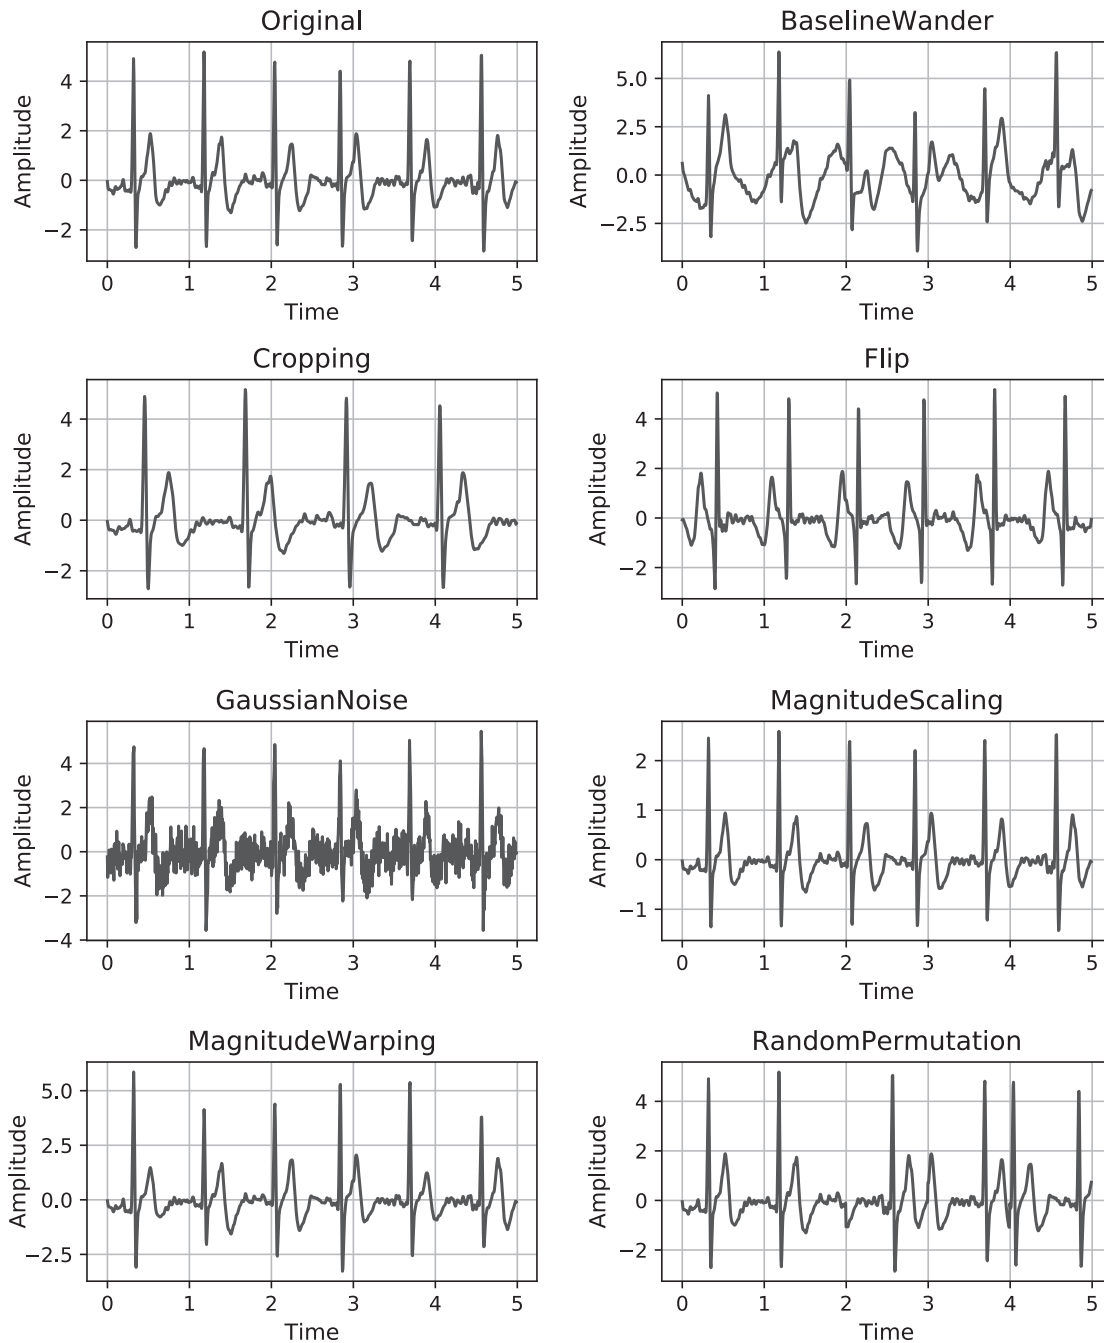 Original
Amplitude
4
2
0
−2
0 1 2 3 4 5
Time
BaselineWander
Amplitude
5.0
2.5
0.0
−2.5
0 1 2 3 4 5
Time
Cropping
Amplitude
4
2
0
−2
0 1 2 3 4 5
Time
Flip
Amplitude
4
2
0
−2
0 1 2 3 4 5
Time
GaussianNoise
Amplitude
4
2
0
−2
−4
0 1 2 3 4 5
Time
MagnitudeScaling
Amplitude
2
1
0
−1
0 1 2 3 4 5
Time
MagnitudeWarping
Amplitude
5.0
2.5
0.0
−2.5
0 1 2 3 4 5
Time
RandomPermutation
Amplitude
4
2
0
−2
0 1 2 3 4 5
Time